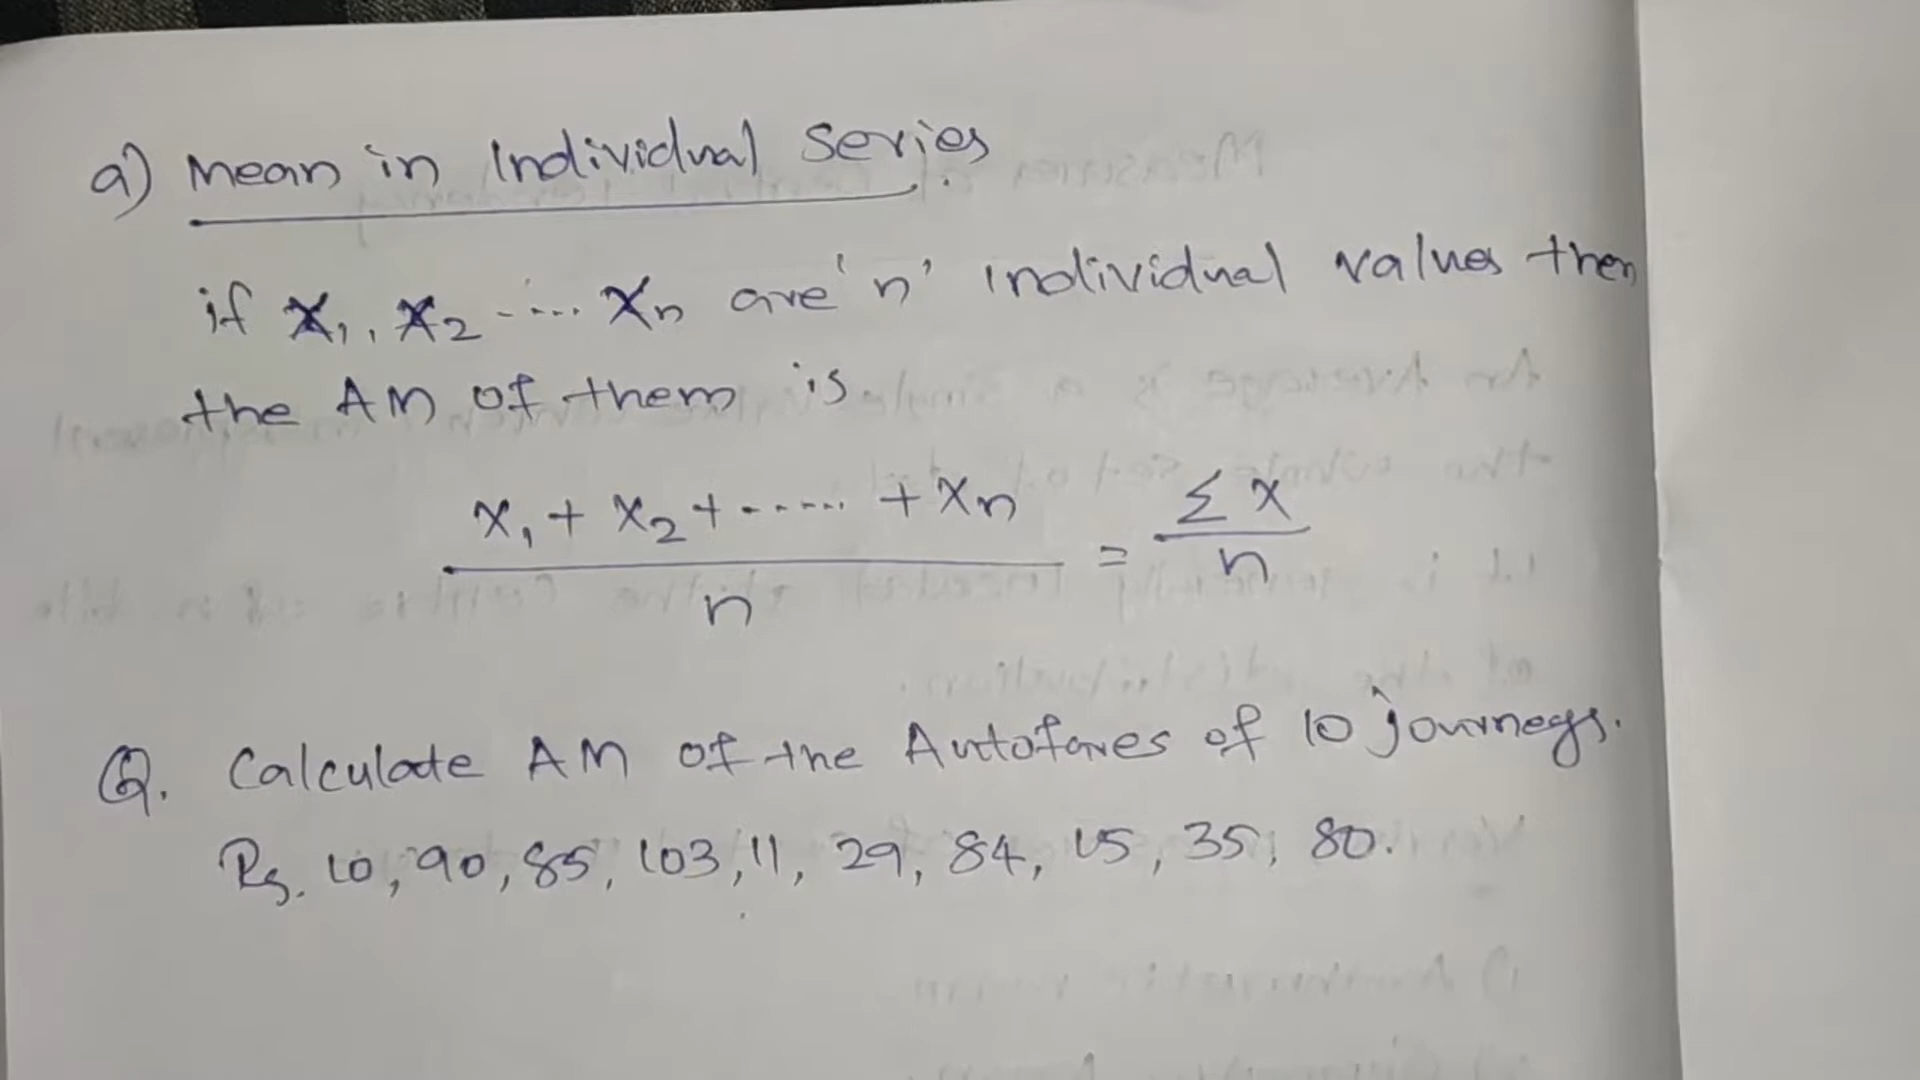 a) Mean in Individual Series.
if X₁, X₂ ----... Xn are 'n' individual values then
the AM of them is
X₁ + X₂ + ------ + Xn / n = Σ X / n
Q. Calculate AM of the Autofares of 10 journeys.
Rs. 10, 90, 85, 103, 11, 29, 84, 15, 35, 80.